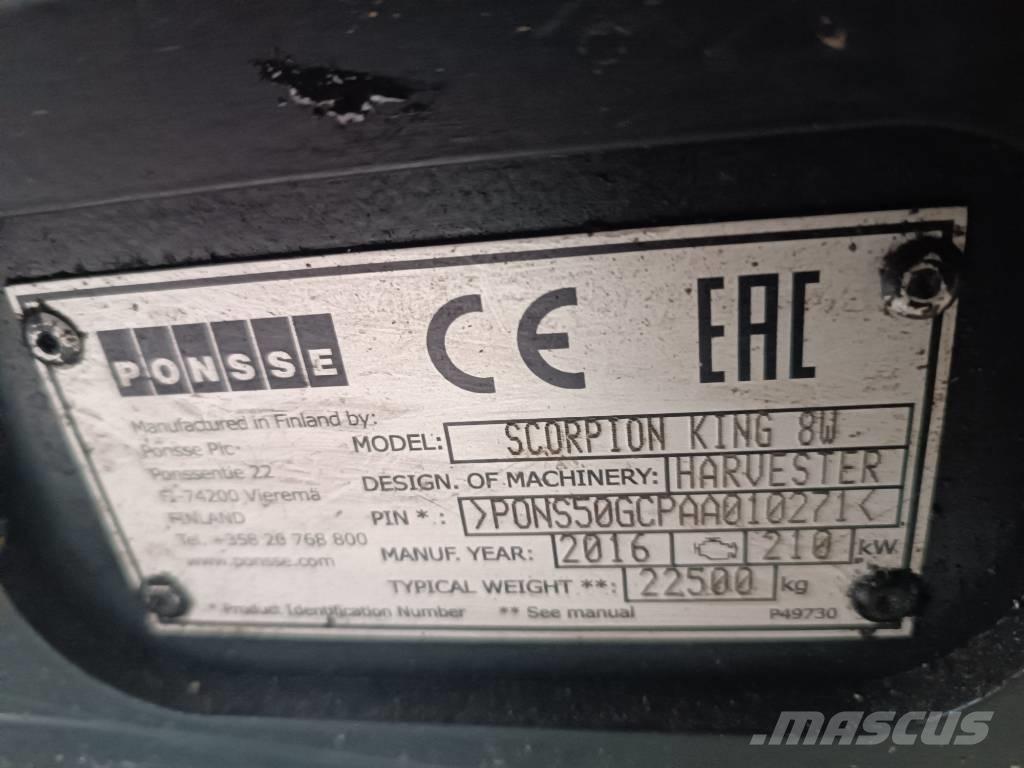 PONSSE CE EAC
Manufactured in Finland by:
Ponsse Plc
Ponssentie 22
FI-74200 Vieremä
FINLAND
Tel. +358 20 768 800
www.ponsse.com
MODEL: SCORPION KING 8W
DESIGN. OF MACHINERY: HARVESTER
PIN *.: >PONS50GCPAA010271<
MANUF. YEAR: 2016 210 kW
TYPICAL WEIGHT **: 22500 kg
* Product Identification Number ** See manual P49730
MASCUS